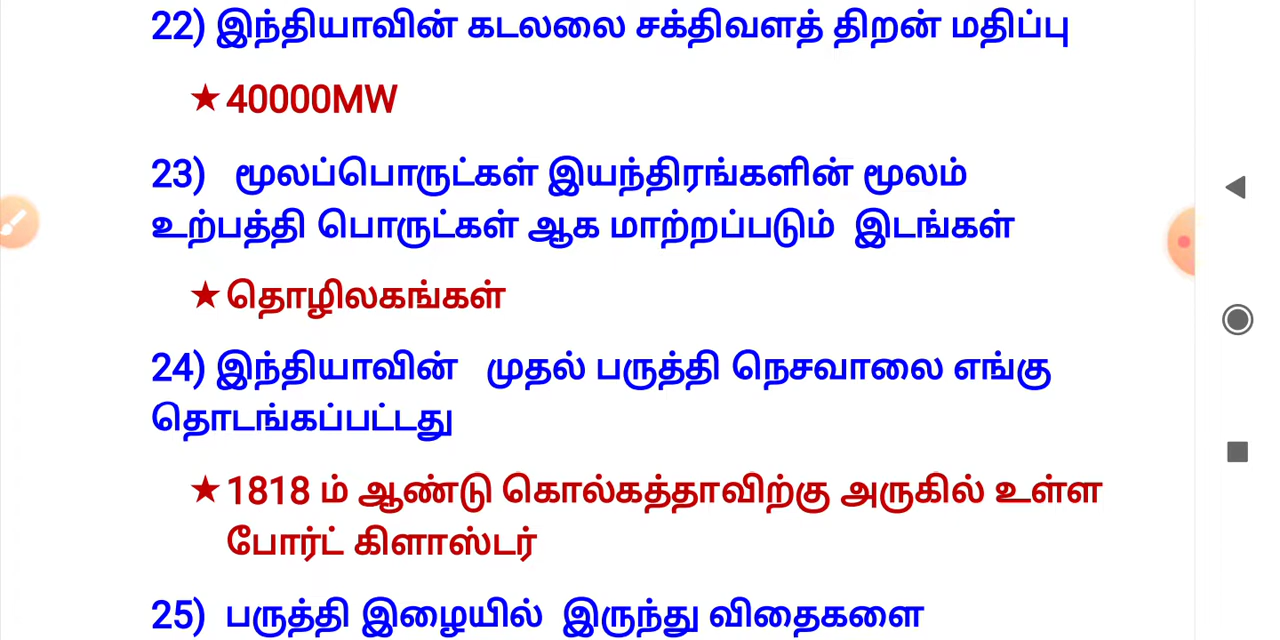 22) இந்தியாவின் கடலலை சக்திவளத் திறன் மதிப்பு
★ 40000MW
23) மூலப்பொருட்கள் இயந்திரங்களின் மூலம்
உற்பத்தி பொருட்கள் ஆக மாற்றப்படும் இடங்கள்
★ தொழிலகங்கள்
24) இந்தியாவின் முதல் பருத்தி நெசவாலை எங்கு
தொடங்கப்பட்டது
★ 1818 ம் ஆண்டு கொல்கத்தாவிற்கு அருகில் உள்ள
போர்ட் கிளாஸ்டர்
25) பருத்தி இழையில் இருந்து விதைகளை